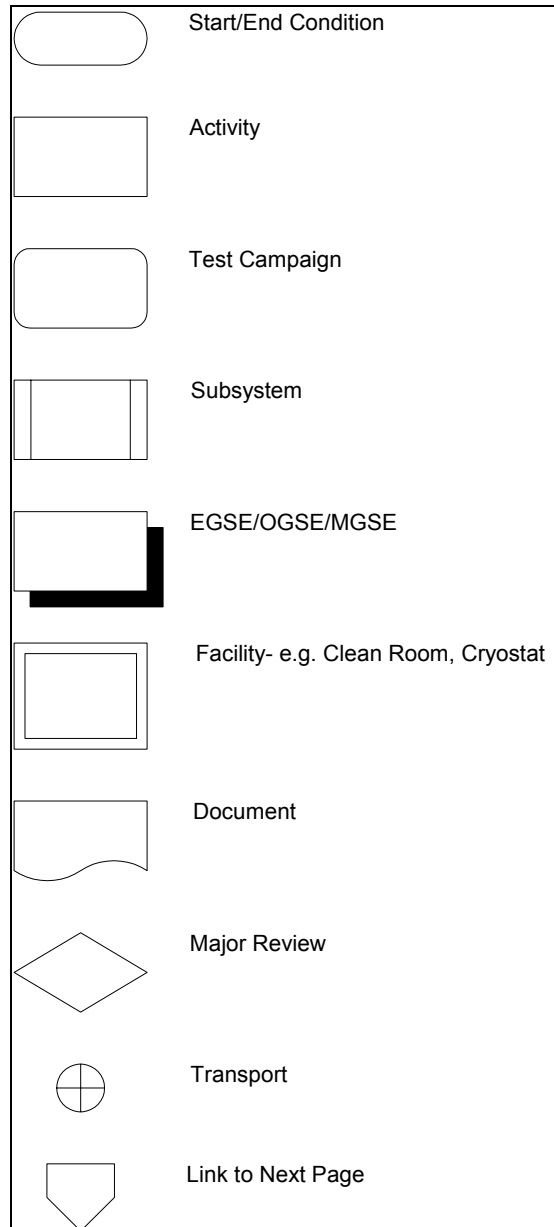 Start/End Condition
Activity
Test Campaign
Subsystem
EGSE/OGSE/MGSE
Facility- e.g. Clean Room, Cryostat
Document
Major Review
Transport
Link to Next Page